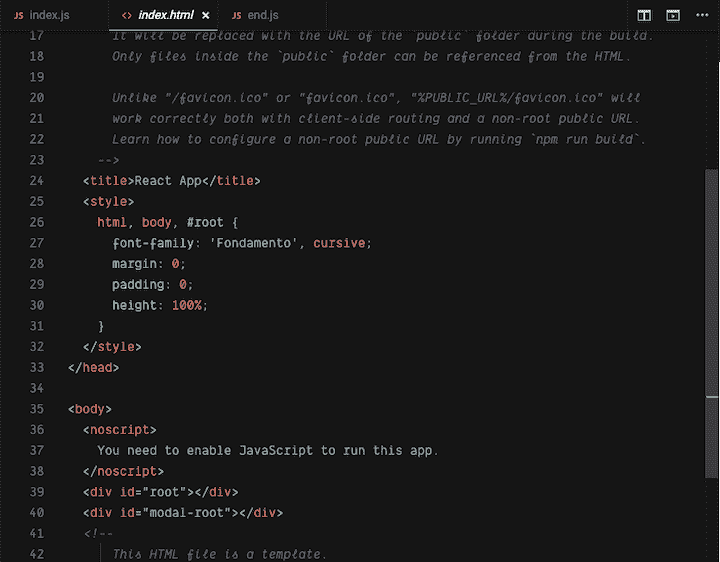 JS index.js <> index.html × JS end.js ...
17 It will be replaced with the URL of the `public` folder during the build.
18 Only files inside the `public` folder can be referenced from the HTML.
19
20 Unlike "/favicon.ico" or "favicon.ico", "%PUBLIC_URL%/favicon.ico" will
21 work correctly both with client-side routing and a non-root public URL.
22 Learn how to configure a non-root public URL by running `npm run build`.
23 -->
24 <title>React App</title>
25 <style>
26 html, body, #root {
27 font-family: 'Fondamento', cursive;
28 margin: 0;
29 padding: 0;
30 height: 100%;
31 }
32 </style>
33 </head>
34
35 <body>
36 <noscript>
37 You need to enable JavaScript to run this app.
38 </noscript>
39 <div id="root"></div>
40 <div id="modal-root"></div>
41 <!--
42 This HTML file is a template.